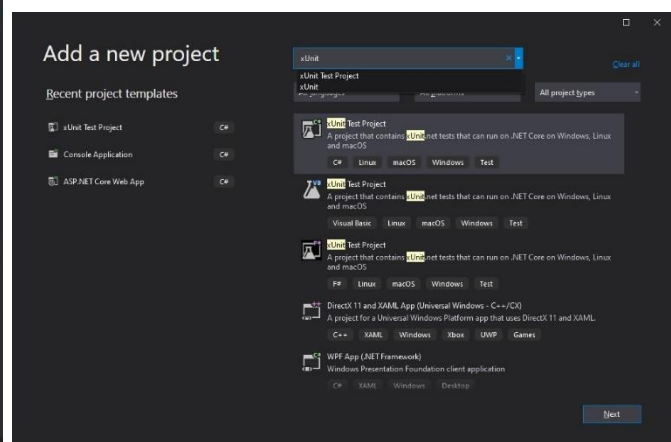 Add a new project
xUnit
Clear all
xUnit Test Project
xUnit
Recent project templates
All project types
xUnit Test Project C#
Console Application C#
ASP.NET Core Web App C#
xUnit Test Project
A project that contains xUnit.net tests that can run on .NET Core on Windows, Linux
and macOS
C# Linux macOS Windows Test
xUnit Test Project
A project that contains xUnit.net tests that can run on .NET Core on Windows, Linux
and macOS
Visual Basic Linux macOS Windows Test
xUnit Test Project
A project that contains xUnit.net tests that can run on .NET Core on Windows, Linux
and macOS
F# Linux macOS Windows Test
DirectX 11 and XAML App (Universal Windows - C++/CX)
A project for a Universal Windows Platform app that uses DirectX 11 and XAML.
C++ XAML Windows Xbox UWP Games
WPF App (.NET Framework)
Windows Presentation Foundation client application
C# XAML Windows Desktop
Next